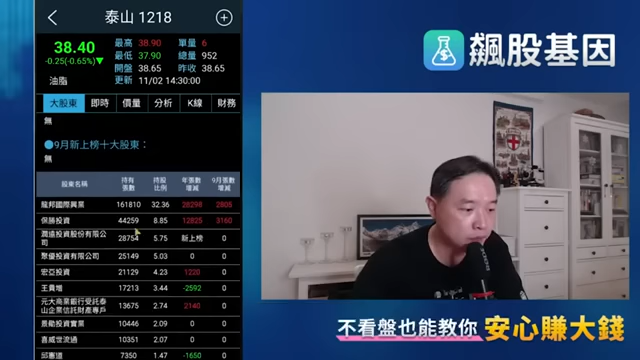 泰山 1218
38.40
-0.25(-0.65%)▼
油脂
最高 38.90 單量 6
最低 37.90 總量 952
開盤 38.65 昨收 38.65
更新 11/02 14:30:00
大股東 即時 價量 分析 K線 財務
無
●9月新上榜十大股東：
無
股東名稱 持有張數 持股比例 年張數增減 9月張數增減
龍邦國際興業 161810 32.36 28298 2805
保勝投資 44259 8.85 12825 3160
潤遠投資股份有限公司 28754 5.75 新上榜 0
聚優投資有限公司 25149 5.03 0 0
宏亞投資 21129 4.23 1220 0
王貴增 17213 3.44 -2592 0
元大商業銀行受託泰山企業信託財產專戶 13675 2.74 2140 0
景勛投資實業 10446 2.09 0 0
喜威世流通 10351 2.07 0 0
邱憲道 7350 1.47 -1650 0
飆股基因
不看盤也能教你 安心賺大錢